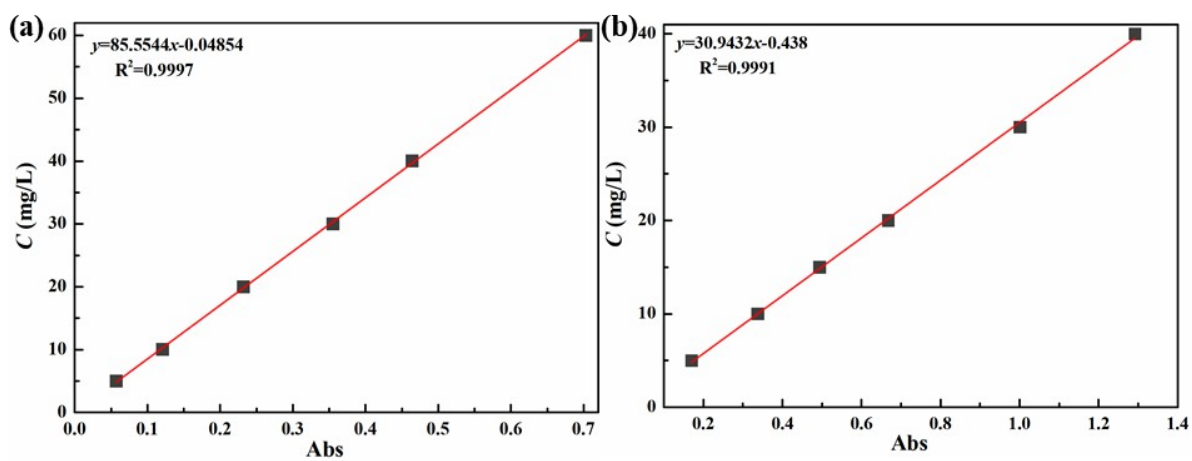 (a)
y=85.5544x-0.04854
R²=0.9997
60
50
40
30
20
10
0
C (mg/L)
0.0 0.1 0.2 0.3 0.4 0.5 0.6 0.7
Abs
(b)
y=30.9432x-0.438
R²=0.9991
40
30
20
10
0
C (mg/L)
0.2 0.4 0.6 0.8 1.0 1.2 1.4
Abs